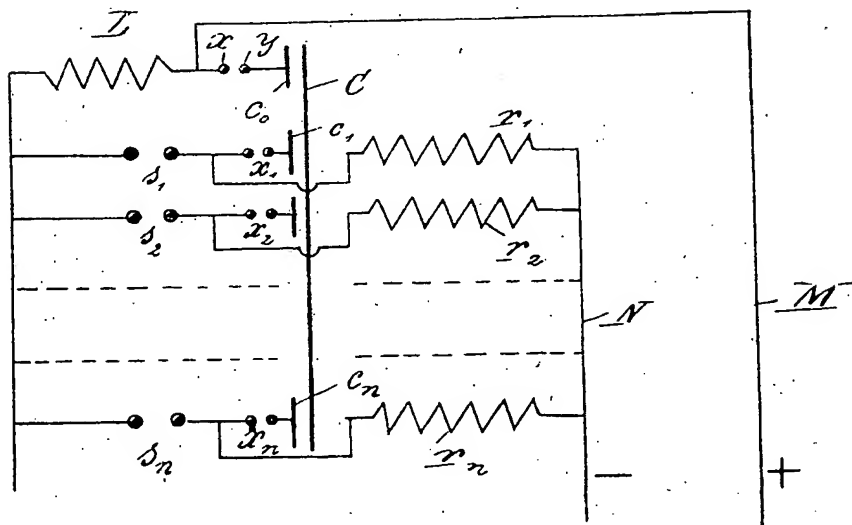 I
x y
c₀
C
c₁
r₁
s₁
x₁
s₂
x₂
r₂
N
M
cₙ
sₙ
xₙ
rₙ
− +